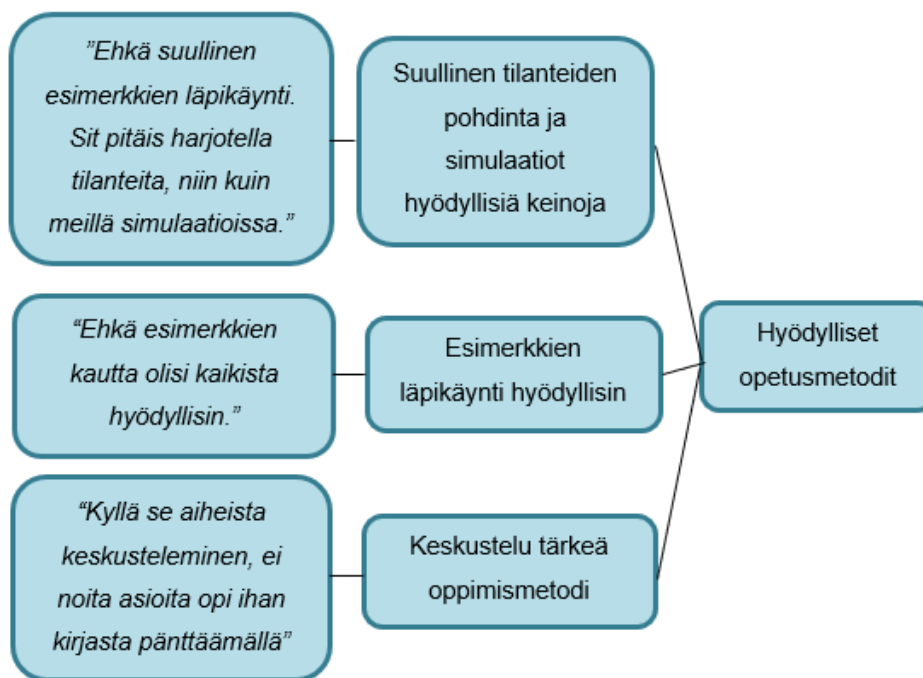 ”Ehkä suullinen
esimerkkien läpikäynti.
Sit pitäis harjotella
tilanteita, niin kuin
meillä simulaatioissa.”
Suullinen tilanteiden
pohdinta ja
simulaatiot
hyödyllisiä keinoja
“Ehkä esimerkkien
kautta olisi kaikista
hyödyllisin.”
Esimerkkien
läpikäynti hyödyllisin
Hyödylliset
opetusmetodit
“Kyllä se aiheista
keskusteleminen, ei
noita asioita opi ihan
kirjasta pänttäämällä”
Keskustelu tärkeä
oppimismetodi